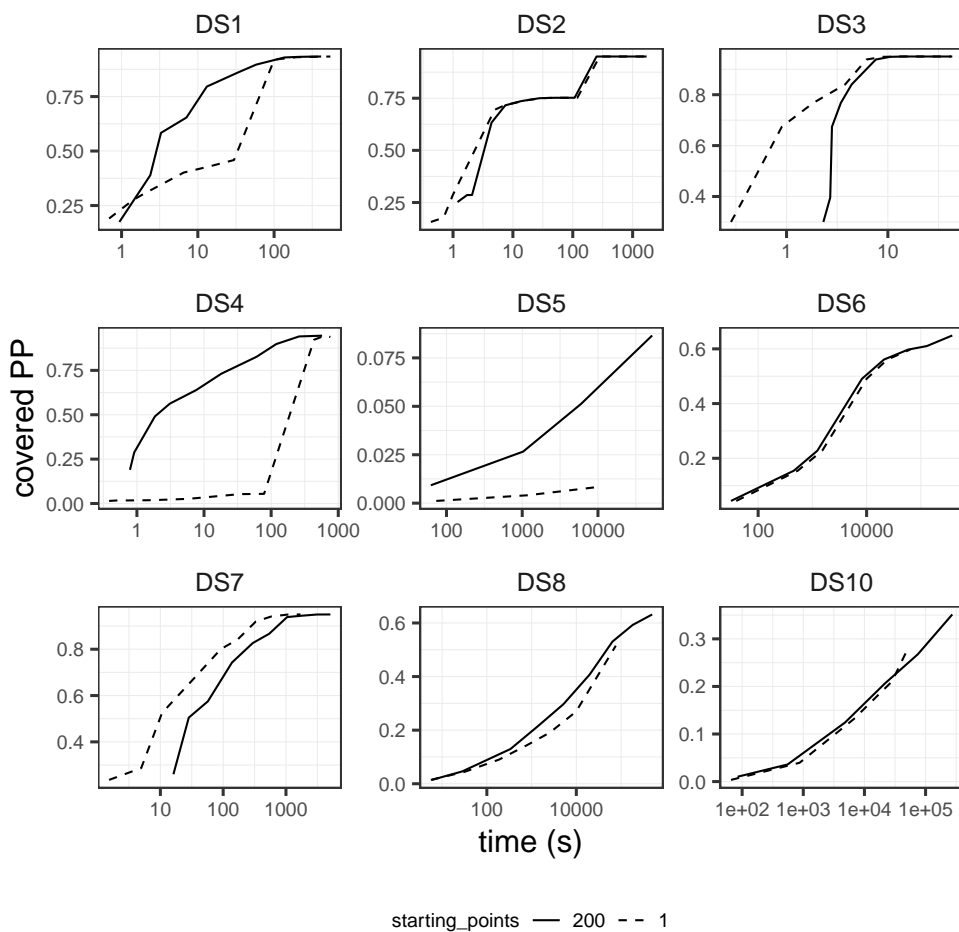 DS1 DS2 DS3
0.75 0.75 0.8
0.50 0.50 0.6
0.25 0.25 0.4
1 10 100 1 10 100 1000 1 10
DS4 DS5 DS6
0.75 0.075 0.6
0.50 0.050 0.4
0.25 0.025 0.2
0.00 0.000
1 10 100 1000 100 1000 10000 100 10000
covered PP
DS7 DS8 DS10
0.8 0.6 0.3
0.6 0.4 0.2
0.4 0.2 0.1
0.0 0.0
10 100 1000 100 10000 1e+02 1e+03 1e+04 1e+05
time (s)
starting_points 200 1